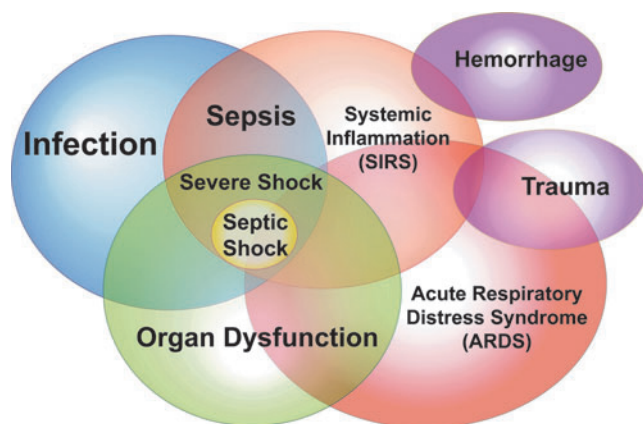 Hemorrhage
Infection
Sepsis
Systemic
Inflammation
(SIRS)
Severe Shock
Trauma
Septic
Shock
Organ Dysfunction
Acute Respiratory
Distress Syndrome
(ARDS)